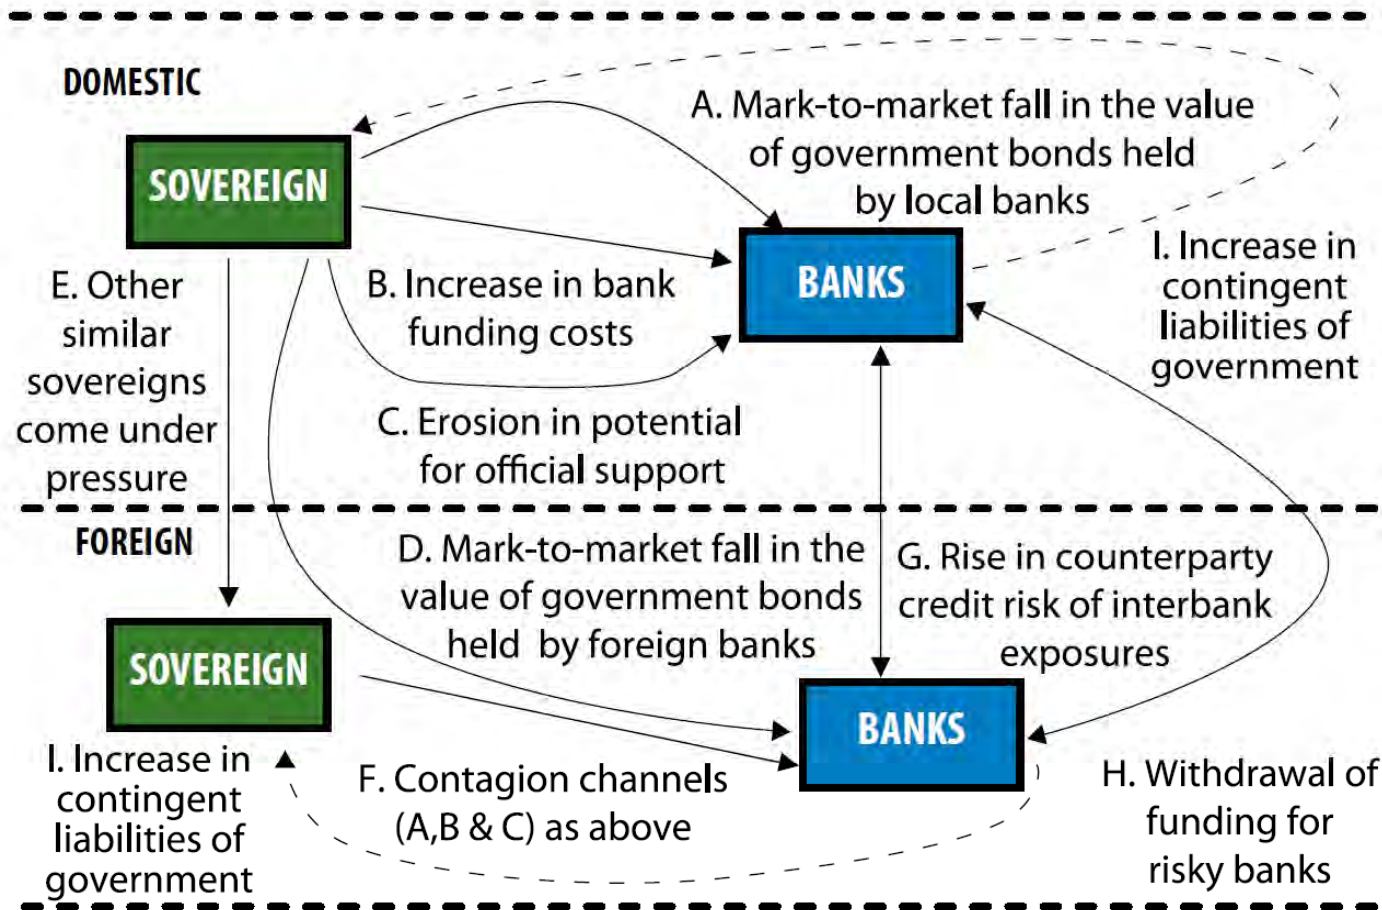 DOMESTIC
SOVEREIGN
A. Mark-to-market fall in the value
of government bonds held
by local banks
BANKS
I. Increase in
contingent
liabilities of
government
E. Other
similar
sovereigns
come under
pressure
B. Increase in bank
funding costs
C. Erosion in potential
for official support
FOREIGN
D. Mark-to-market fall in the
value of government bonds
held by foreign banks
G. Rise in counterparty
credit risk of interbank
exposures
SOVEREIGN
BANKS
I. Increase in
contingent
liabilities of
government
F. Contagion channels
(A,B & C) as above
H. Withdrawal of
funding for
risky banks